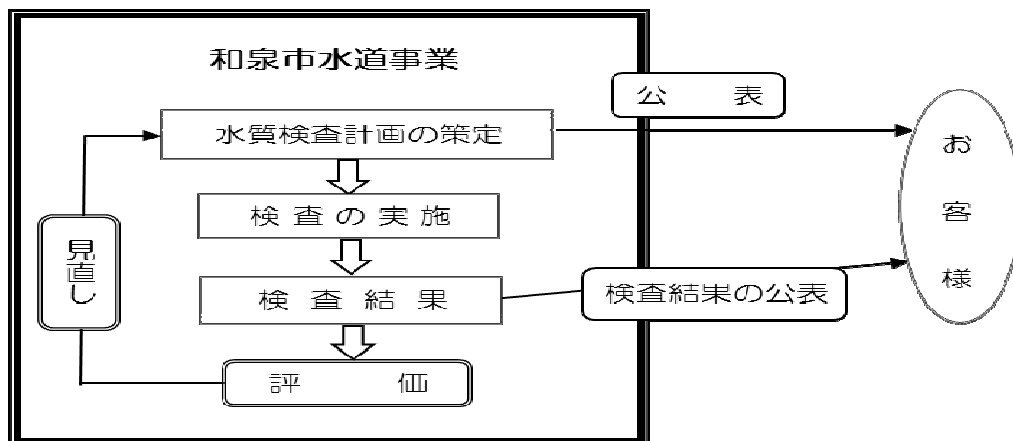 和泉市水道事業
公 表
水質検査計画の策定
お客様
検査の実施
見直し
検査結果
検査結果の公表
評 価